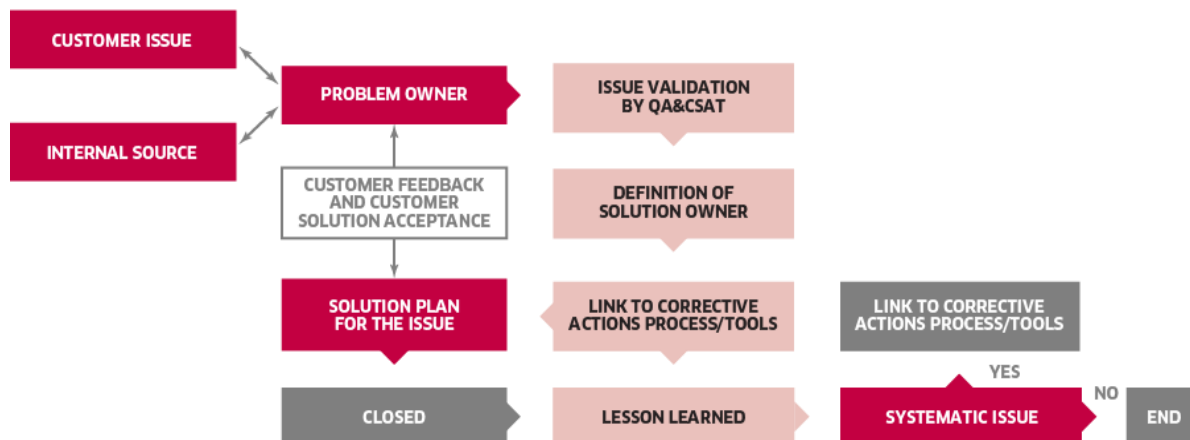 CUSTOMER ISSUE
INTERNAL SOURCE
PROBLEM OWNER
ISSUE VALIDATION
BY QA&CSAT
CUSTOMER FEEDBACK
AND CUSTOMER
SOLUTION ACCEPTANCE
DEFINITION OF
SOLUTION OWNER
SOLUTION PLAN
FOR THE ISSUE
LINK TO CORRECTIVE
ACTIONS PROCESS/TOOLS
LINK TO CORRECTIVE
ACTIONS PROCESS/TOOLS
YES
NO
CLOSED
LESSON LEARNED
SYSTEMATIC ISSUE
END